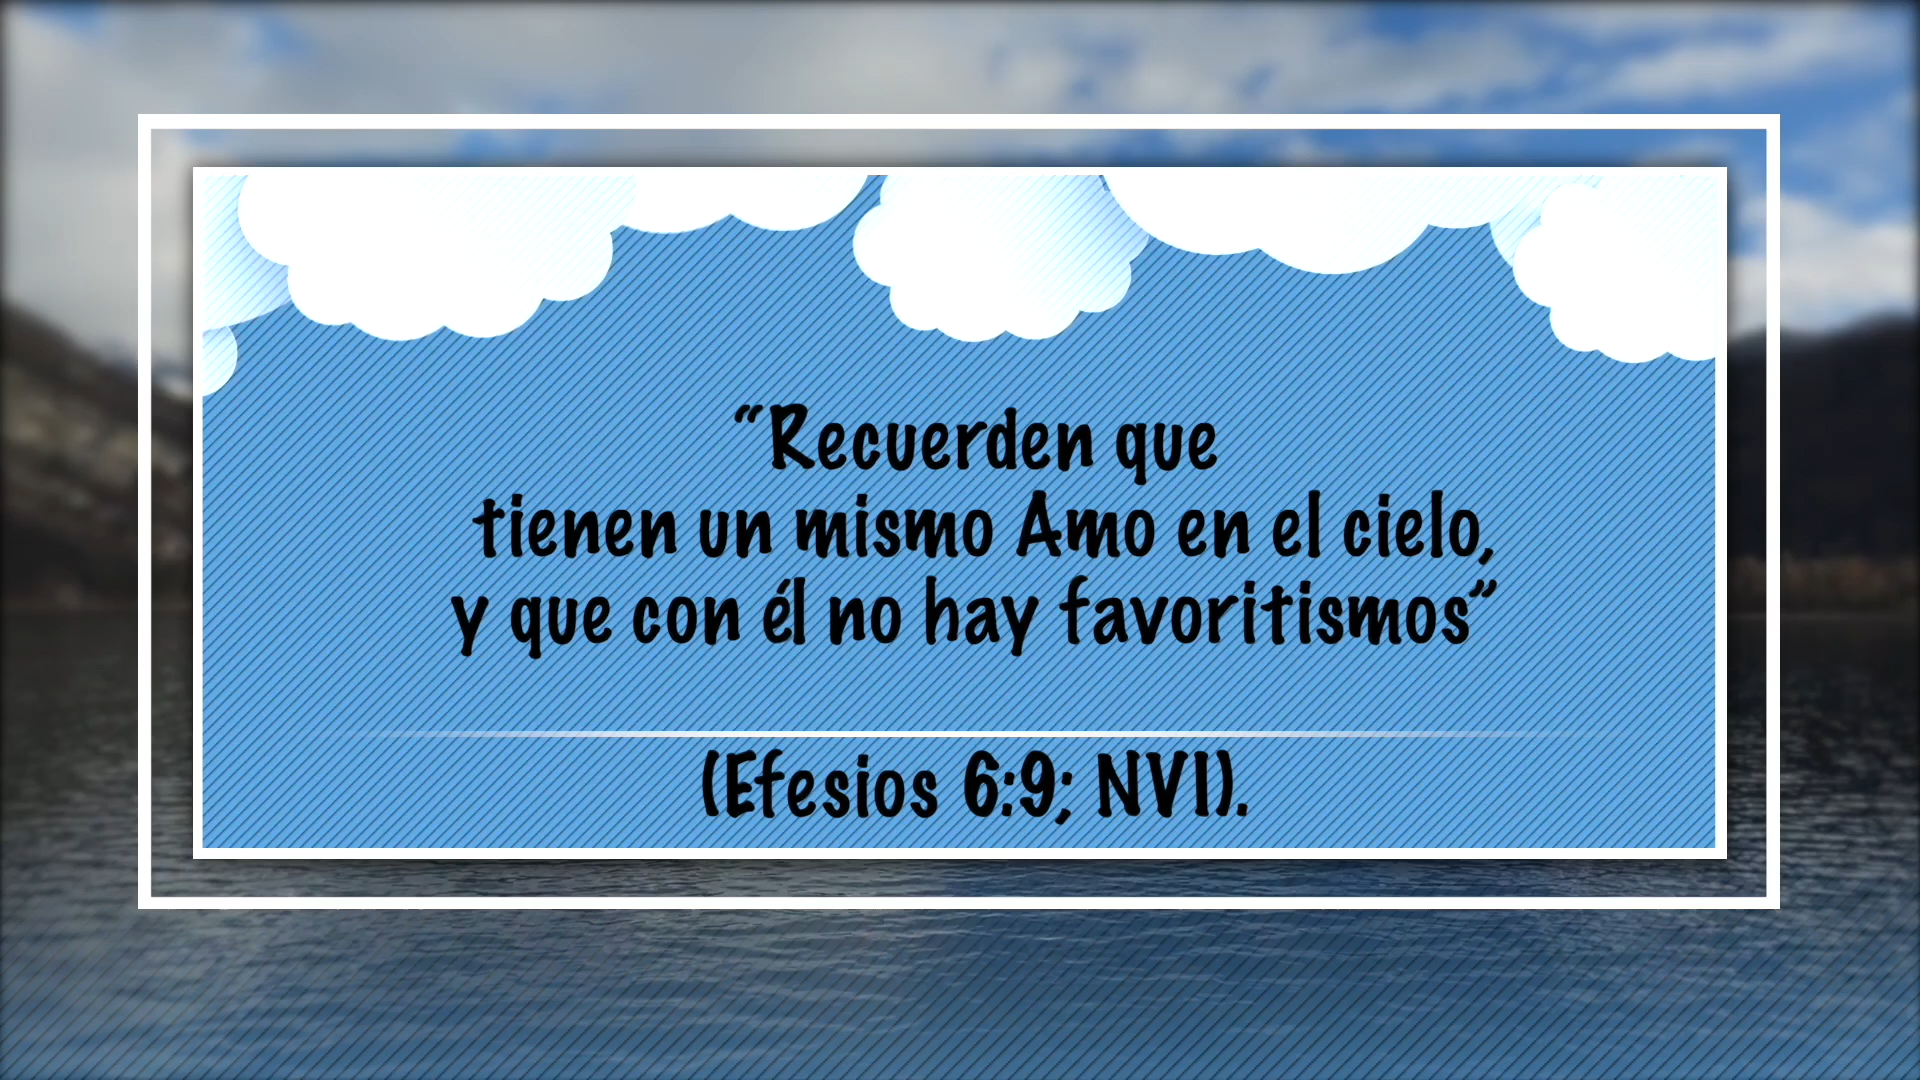 “Recuerden que
tienen un mismo Amo en el cielo,
y que con él no hay favoritismos”
(Efesios 6:9; NVI).